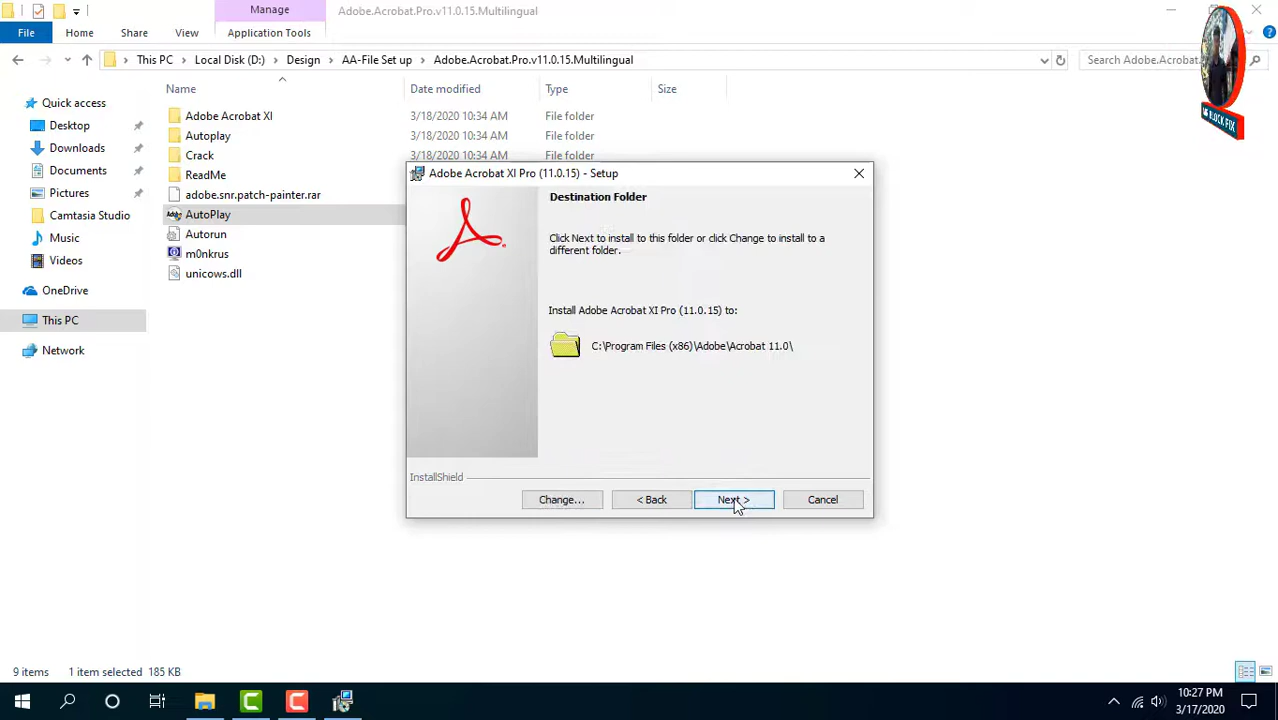 Manage
Adobe.Acrobat.Pro.v11.0.15.Multilingual
File
Home
Share
View
Application Tools
This PC
Local Disk (D:)
Design
AA-File Set up
Adobe.Acrobat.Pro.v11.0.15.Multilingual
Search Adobe.Acrobat.
Name
Date modified
Type
Size
Quick access
Desktop
Downloads
Documents
Pictures
Camtasia Studio
Music
Videos
OneDrive
This PC
Network
Adobe Acrobat XI 3/18/2020 10:34 AM File folder
Autoplay 3/18/2020 10:34 AM File folder
Crack 3/18/2020 10:34 AM File folder
ReadMe
adobe.snr.patch-painter.rar
AutoPlay
Autorun
m0nkrus
unicows.dll
Adobe Acrobat XI Pro (11.0.15) - Setup
Destination Folder
Click Next to install to this folder or click Change to install to a
different folder.
Install Adobe Acrobat XI Pro (11.0.15) to:
C:\Program Files (x86)\Adobe\Acrobat 11.0\
InstallShield
Change...
< Back
Next >
Cancel
9 items
1 item selected 185 KB
10:27 PM
3/17/2020